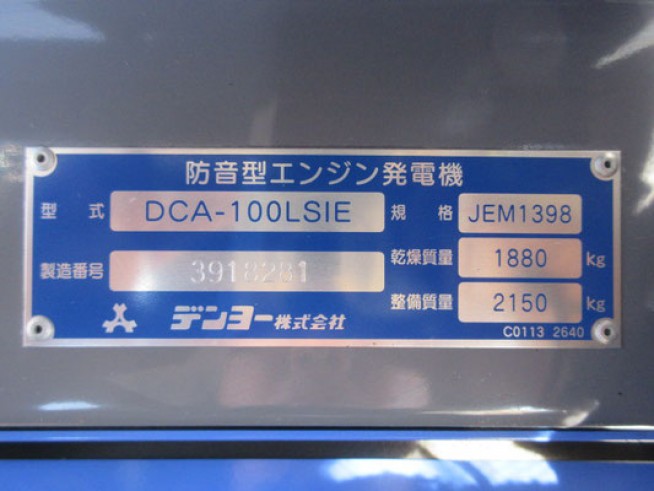 防音型エンジン発電機
型式 DCA-100LSIE 規格 JEM1398
製造番号 3918281 乾燥質量 1880 kg
整備質量 2150 kg
デンヨー株式会社
C0113 2640